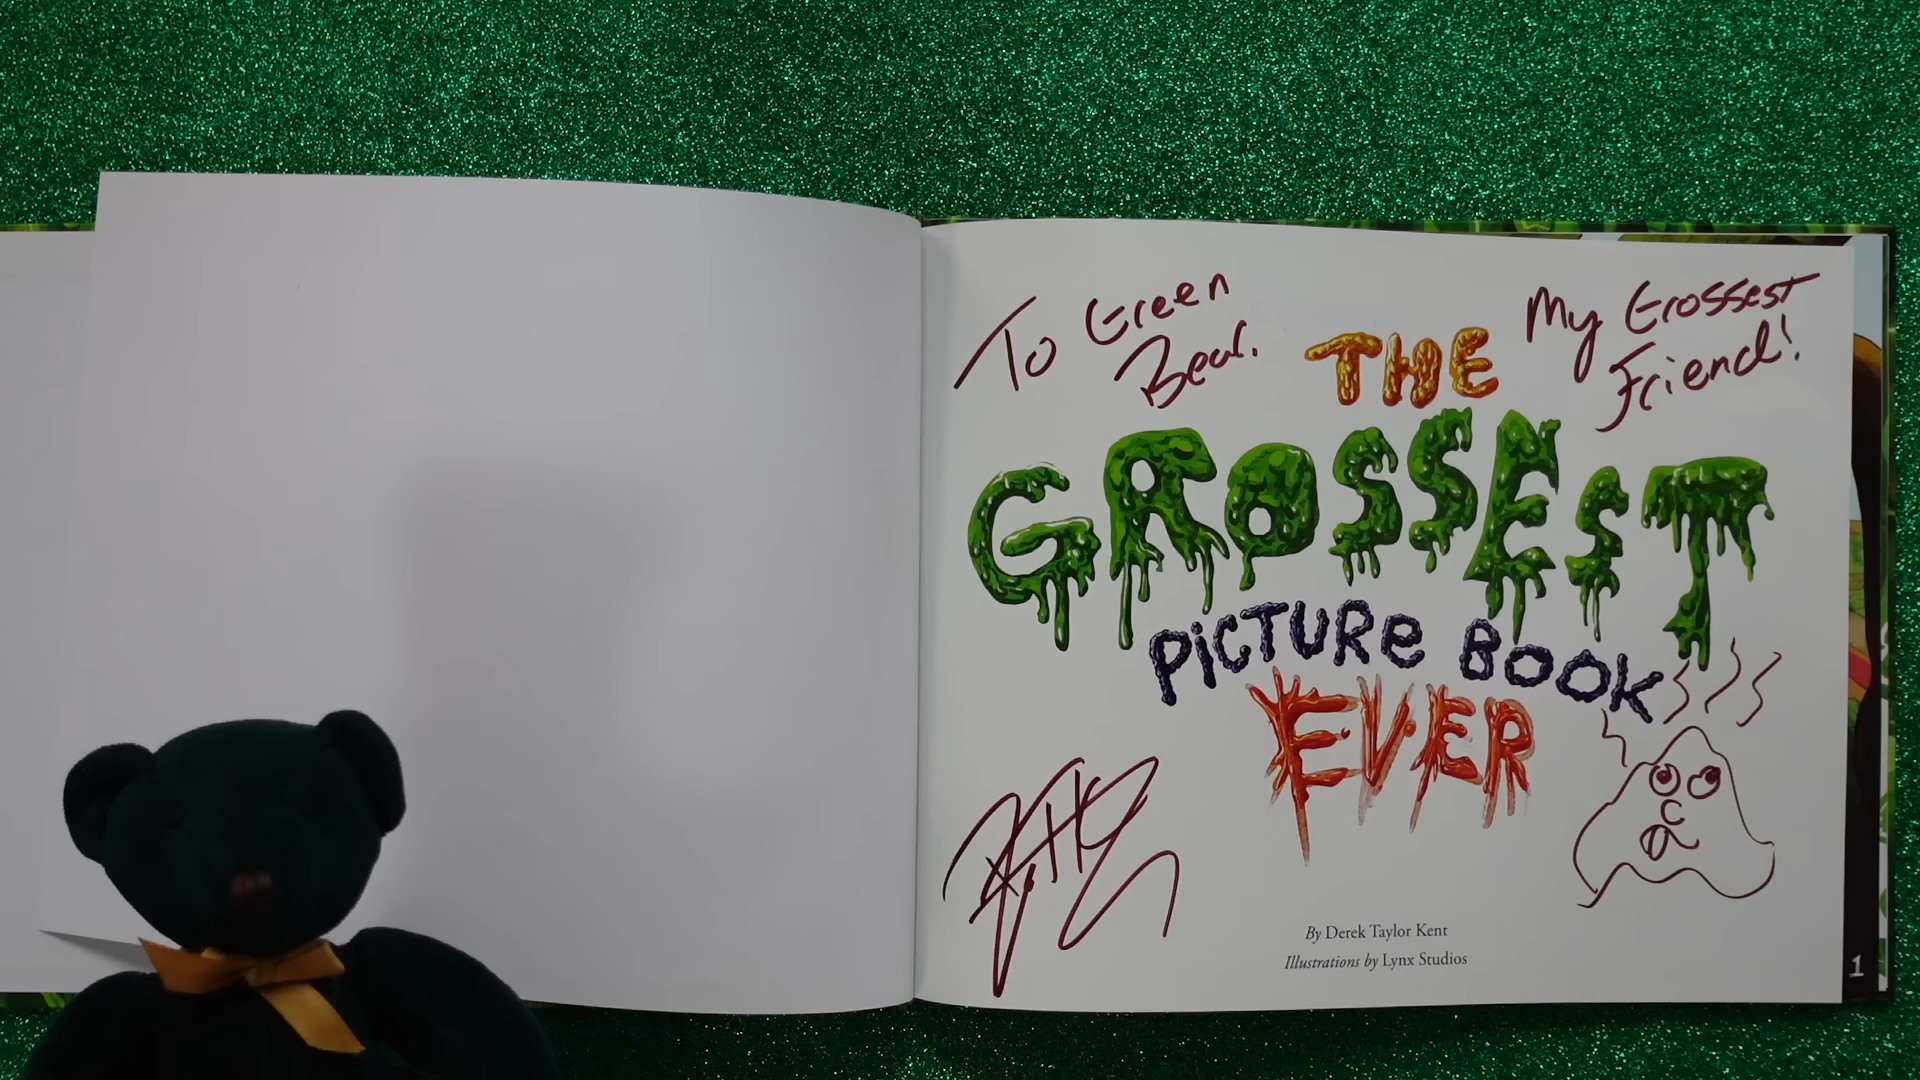 To Green
Bear.
My Grossest
Friend!
THE
GROSSEST
PiCTURe BOOK
EVER
By Derek Taylor Kent
Illustrations by Lynx Studios
1